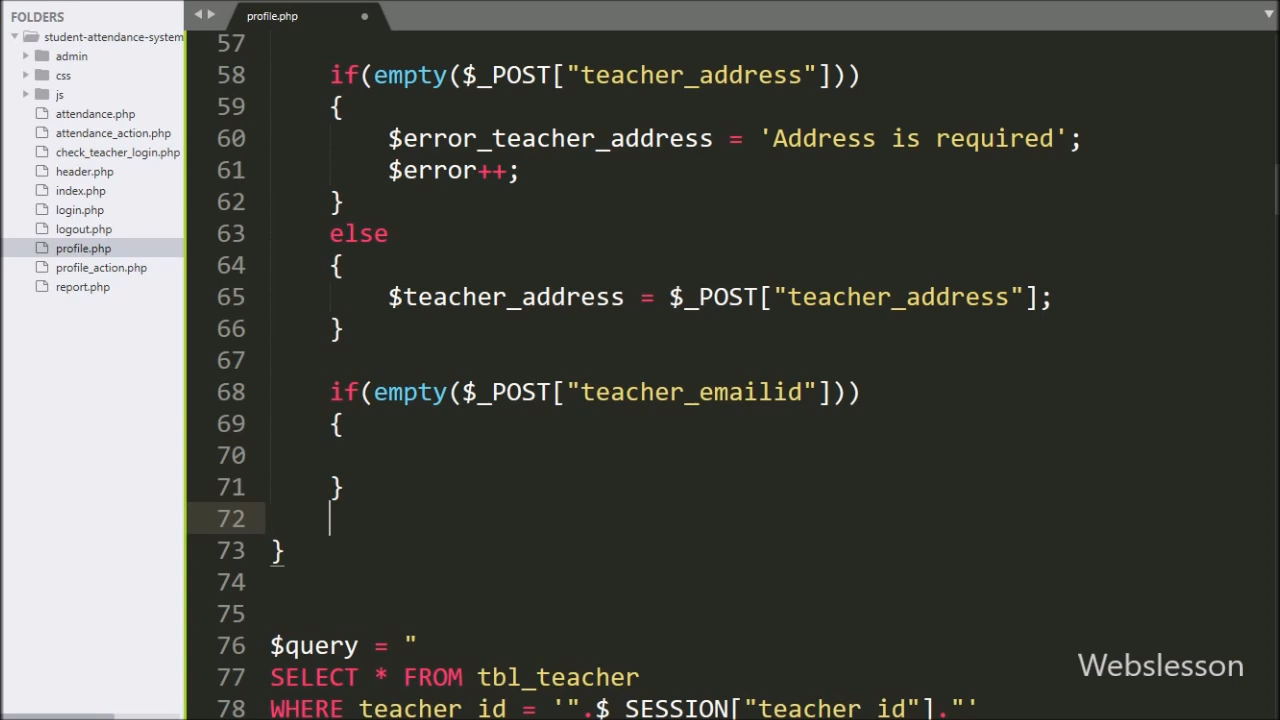 FOLDERS
student-attendance-system
admin
css
js
attendance.php
attendance_action.php
check_teacher_login.php
header.php
index.php
login.php
logout.php
profile.php
profile_action.php
report.php
profile.php
57
58 if(empty($_POST["teacher_address"]))
59 {
60 $error_teacher_address = 'Address is required';
61 $error++;
62 }
63 else
64 {
65 $teacher_address = $_POST["teacher_address"];
66 }
67
68 if(empty($_POST["teacher_emailid"]))
69 {
70
71 }
72
73 }
74
75
76 $query = "
77 SELECT * FROM tbl_teacher
78 WHERE teacher_id = '".$_SESSION["teacher_id"]."'
Webslesson